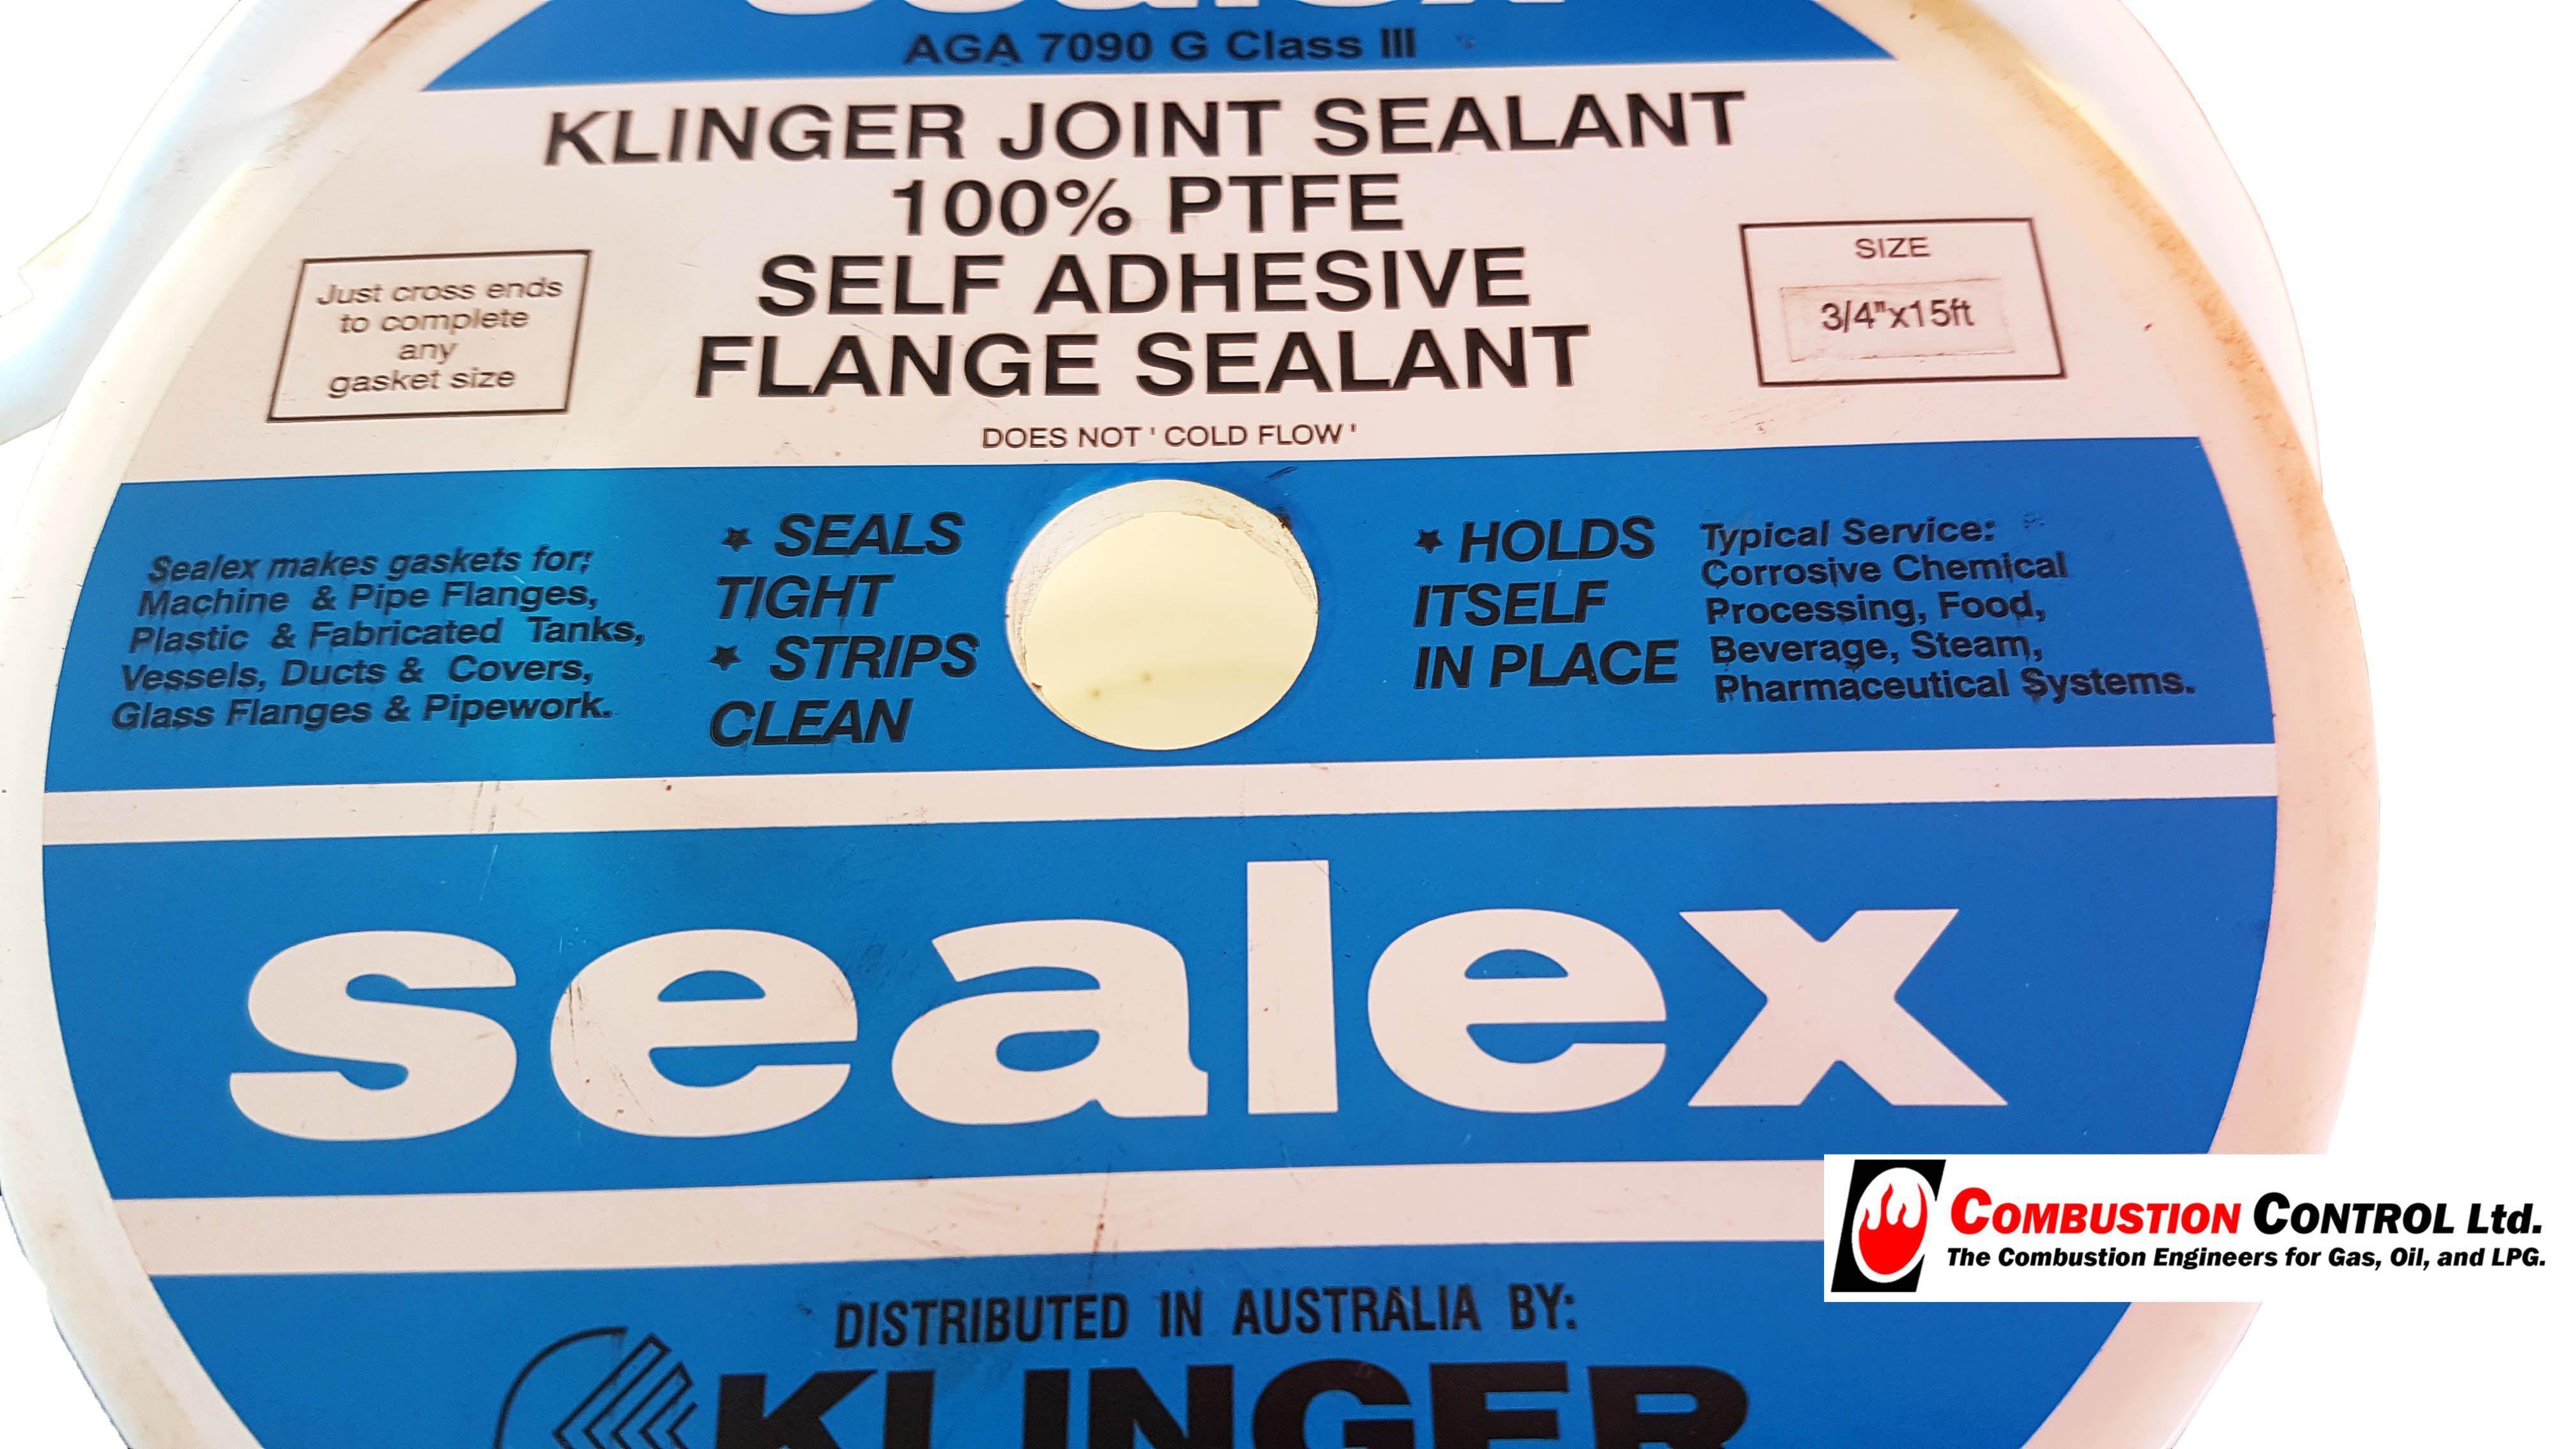 sealex
AGA 7090 G Class III
KLINGER JOINT SEALANT
100% PTFE
SELF ADHESIVE
FLANGE SEALANT
DOES NOT ' COLD FLOW '
Just cross ends
to complete
any
gasket size
SIZE
3/4"x15ft
Sealex makes gaskets for;
Machine & Pipe Flanges,
Plastic & Fabricated Tanks,
Vessels, Ducts & Covers,
Glass Flanges & Pipework.
★ SEALS
TIGHT
★ STRIPS
CLEAN
★ HOLDS
ITSELF
IN PLACE
Typical Service:
Corrosive Chemical
Processing, Food,
Beverage, Steam,
Pharmaceutical Systems.
sealex
DISTRIBUTED IN AUSTRALIA BY:
KLINGER
COMBUSTION CONTROL Ltd.
The Combustion Engineers for Gas, Oil, and LPG.